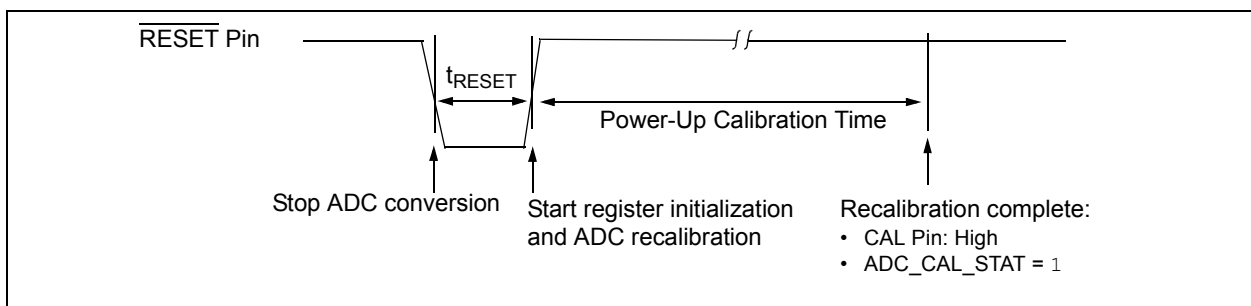 RESET Pin
tRESET
Power-Up Calibration Time
Stop ADC conversion
Start register initialization
and ADC recalibration
Recalibration complete:
• CAL Pin: High
• ADC_CAL_STAT = 1